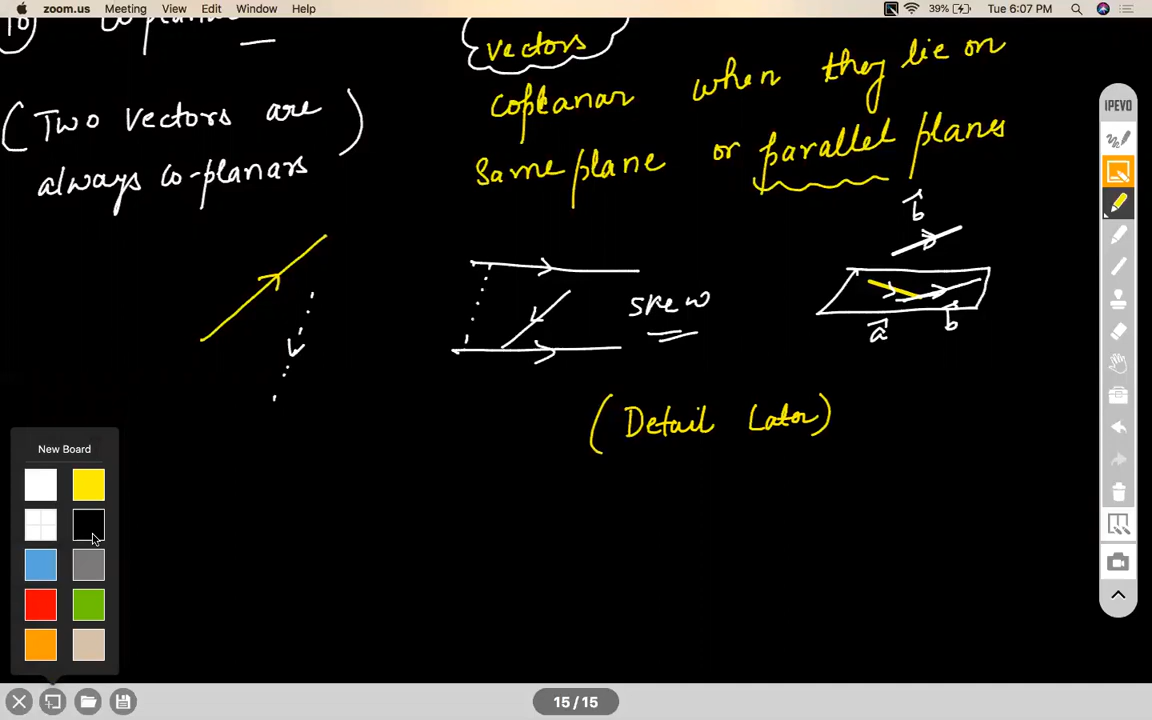 zoom.us Meeting View Edit Window Help
39% Tue 6:07 PM
vectors
coplanar when they lie on
same plane or parallel planes
(Two vectors are
always co-planars)
b
skew
a b
(Detail Later)
IPEVO
New Board
15/15